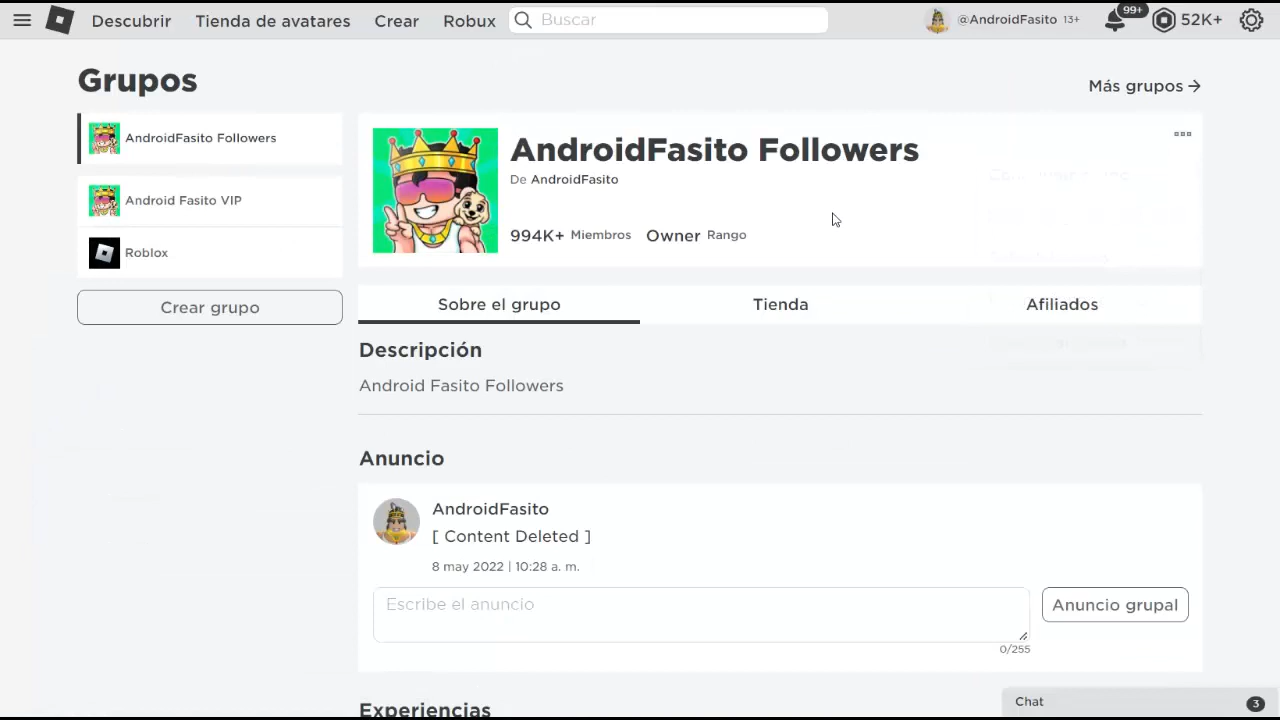 Descubrir Tienda de avatares Crear Robux Buscar @AndroidFasito 13+ 99+ 52K+
Grupos
Más grupos →
AndroidFasito Followers
Android Fasito VIP
Roblox
Crear grupo
AndroidFasito Followers
De AndroidFasito
994K+ Miembros Owner Rango
Sobre el grupo Tienda Afiliados
Descripción
Android Fasito Followers
Anuncio
AndroidFasito
[ Content Deleted ]
8 may 2022 | 10:28 a. m.
Escribe el anuncio
Anuncio grupal
0/255
Experiencias
Chat 3